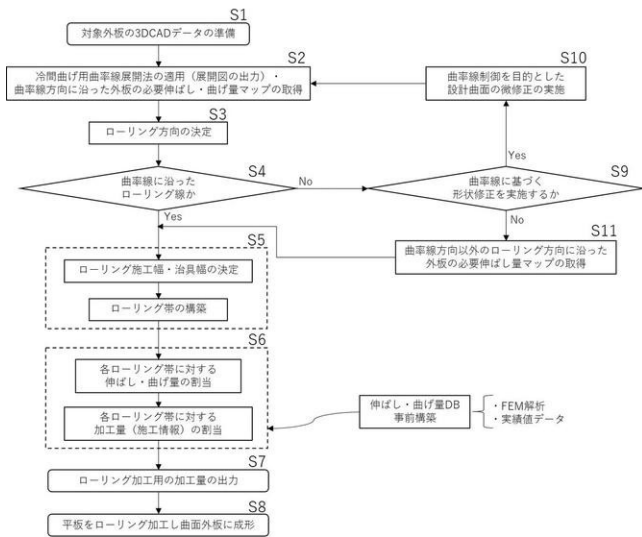 S1
対象外板の3DCADデータの準備
S2
冷間曲げ用曲率線展開法の適用（展開図の出力）・
曲率線方向に沿った外板の必要伸ばし・曲げ量マップの取得
S10
曲率線制御を目的とした
設計曲面の微修正の実施
S3
ローリング方向の決定
S4
曲率線に沿った
ローリング線か
No
Yes
S9
曲率線に基づく
形状修正を実施するか
Yes
No
S11
曲率線方向以外のローリング方向に沿った
外板の必要伸ばし量マップの取得
S5
ローリング施工幅・治具幅の決定
ローリング帯の構築
S6
各ローリング帯に対する
伸ばし・曲げ量の割当
各ローリング帯に対する
加工量（施工情報）の割当
伸ばし・曲げ量DB
事前構築
・FEM解析
・実績値データ
S7
ローリング加工用の加工量の出力
S8
平板をローリング加工し曲面外板に成形